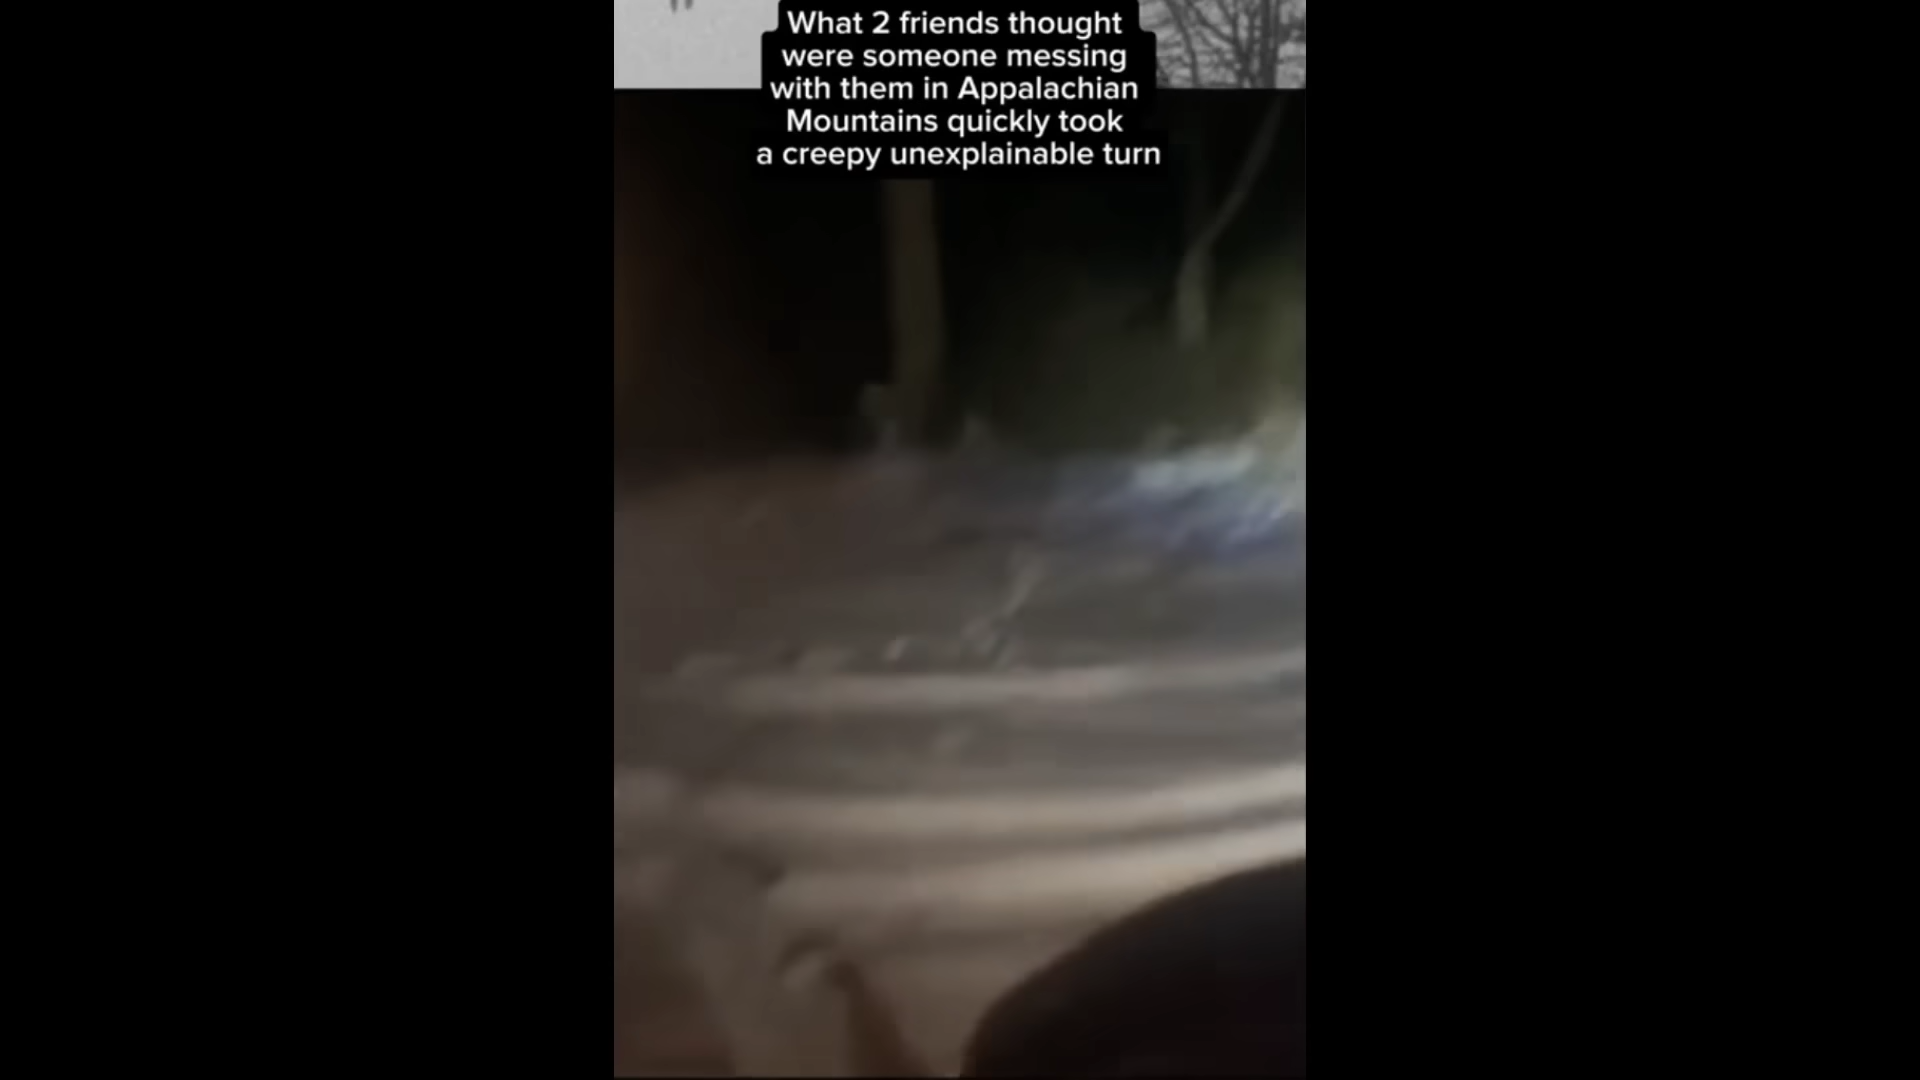 What 2 friends thought
were someone messing
with them in Appalachian
Mountains quickly took
a creepy unexplainable turn